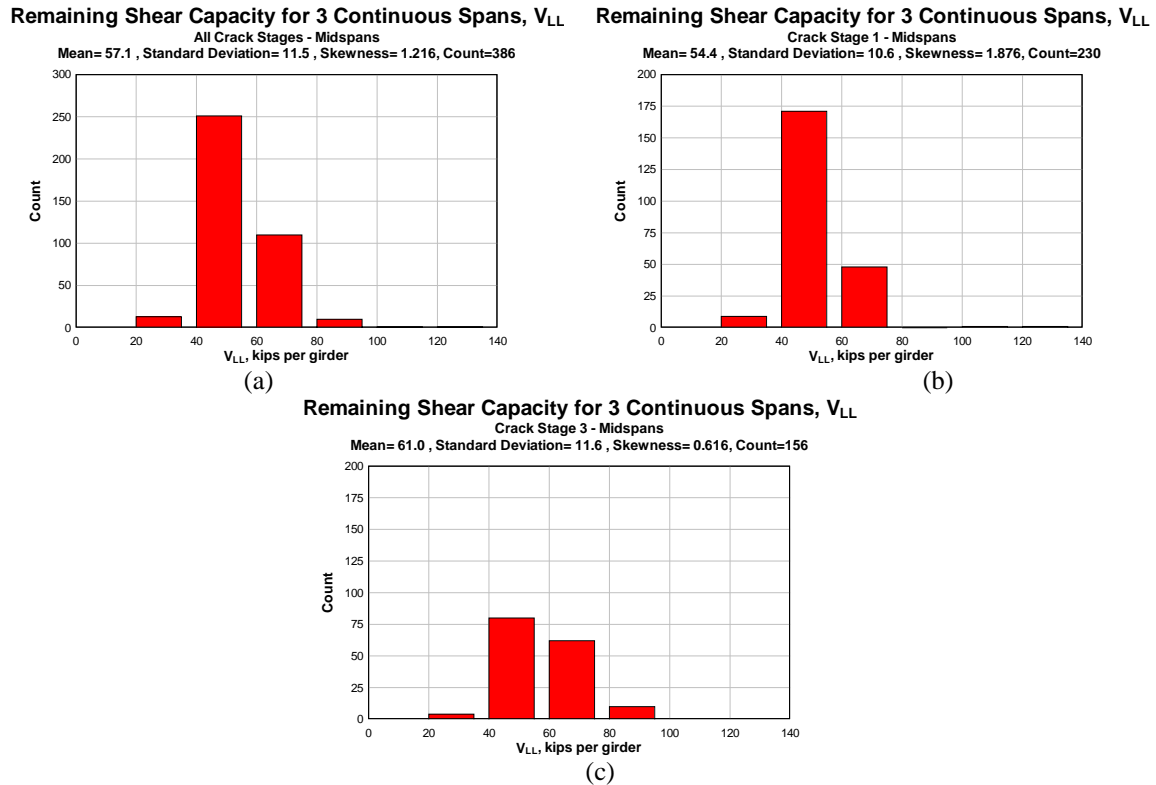 Remaining Shear Capacity for 3 Continuous Spans, VLL
All Crack Stages - Midspans
Mean= 57.1 , Standard Deviation= 11.5 , Skewness= 1.216, Count=386
300
250
200
150
100
50
0
Count
0 20 40 60 80 100 120 140
VLL, kips per girder
(a)
Remaining Shear Capacity for 3 Continuous Spans, VLL
Crack Stage 1 - Midspans
Mean= 54.4 , Standard Deviation= 10.6 , Skewness= 1.876, Count=230
200
175
150
125
100
75
50
25
0
Count
0 20 40 60 80 100 120 140
VLL, kips per girder
(b)
Remaining Shear Capacity for 3 Continuous Spans, VLL
Crack Stage 3 - Midspans
Mean= 61.0 , Standard Deviation= 11.6 , Skewness= 0.616, Count=156
200
175
150
125
100
75
50
25
0
Count
0 20 40 60 80 100 120 140
VLL, kips per girder
(c)